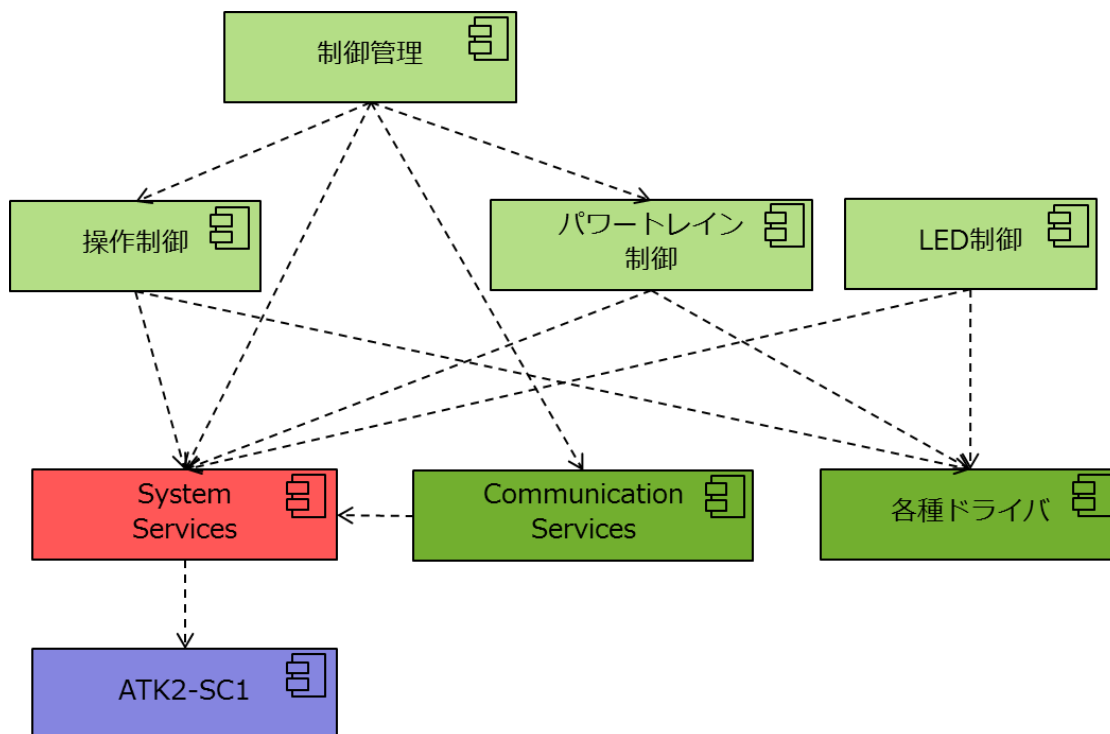 制御管理
操作制御
パワートレイン
制御
LED制御
System
Services
Communication
Services
各種ドライバ
ATK2-SC1